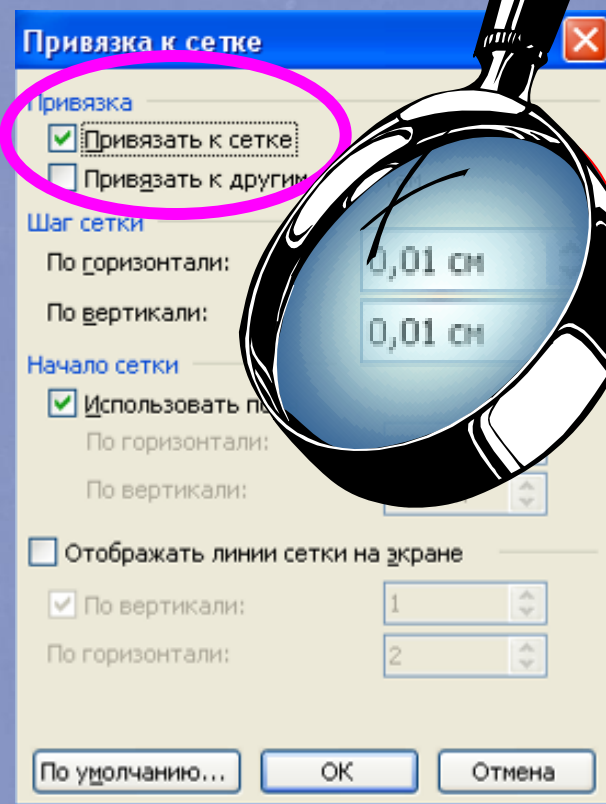 Привязка к сетке
Привязка
Привязать к сетке
Привязать к другим
Шаг сетки
По горизонтали:
0,01 см
По вертикали:
0,01 см
Начало сетки
Использовать
По горизонтали:
По вертикали:
Отображать линии сетки на экране
По вертикали:
1
По горизонтали:
2
По умолчанию...
ОК
Отмена